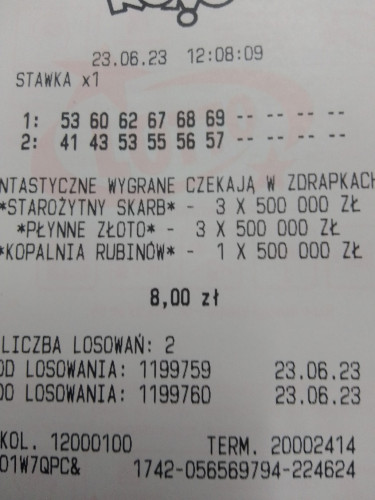 23.06.23 12:08:09
STAWKA x1
1: 53 60 62 67 68 69 -- -- -- --
2: 41 43 53 55 56 57 -- -- -- --
NTASTYCZNE WYGRANE CZEKAJĄ W ZDRAPKACH
*STAROŻYTNY SKARB* - 3 X 500 000 ZŁ
*PŁYNNE ZŁOTO* - 3 X 500 000 ZŁ
*KOPALNIA RUBINÓW* - 1 X 500 000 ZŁ
8,00 zł
LICZBA LOSOWAŃ: 2
OD LOSOWANIA: 1199759 23.06.23
DO LOSOWANIA: 1199760 23.06.23
KOL. 12000100 TERM. 20002414
01W7QPC& 1742-056569794-224624